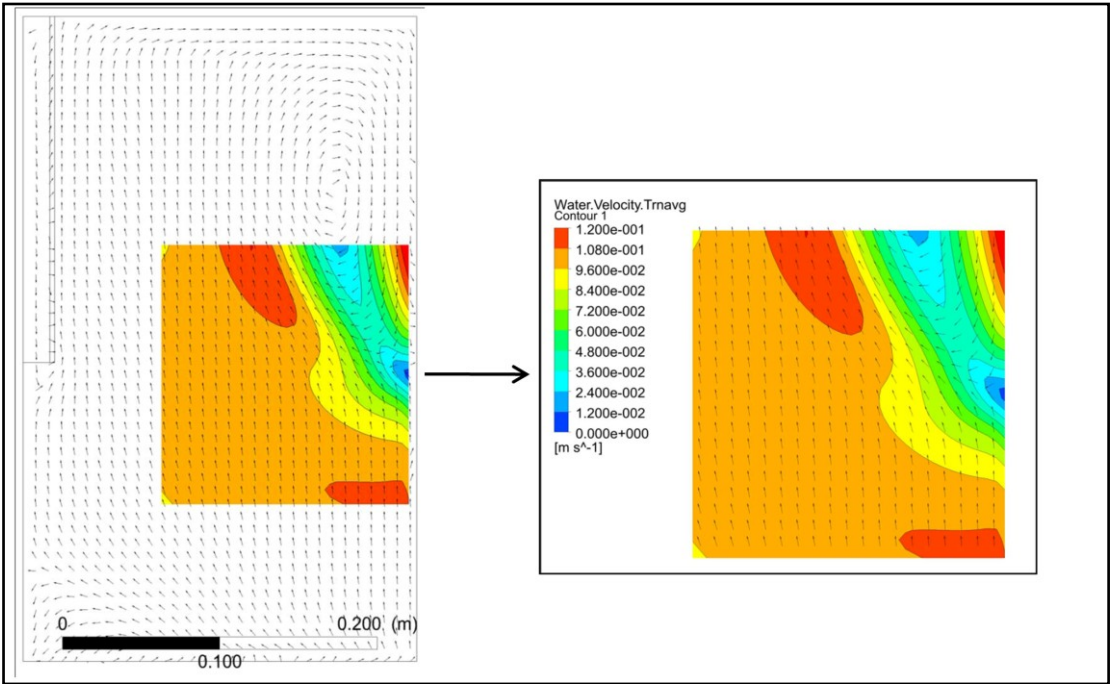 0 0.200 (m)
0.100
Water.Velocity.Trnavg
Contour 1
1.200e-001
1.080e-001
9.600e-002
8.400e-002
7.200e-002
6.000e-002
4.800e-002
3.600e-002
2.400e-002
1.200e-002
0.000e+000
[m s^-1]